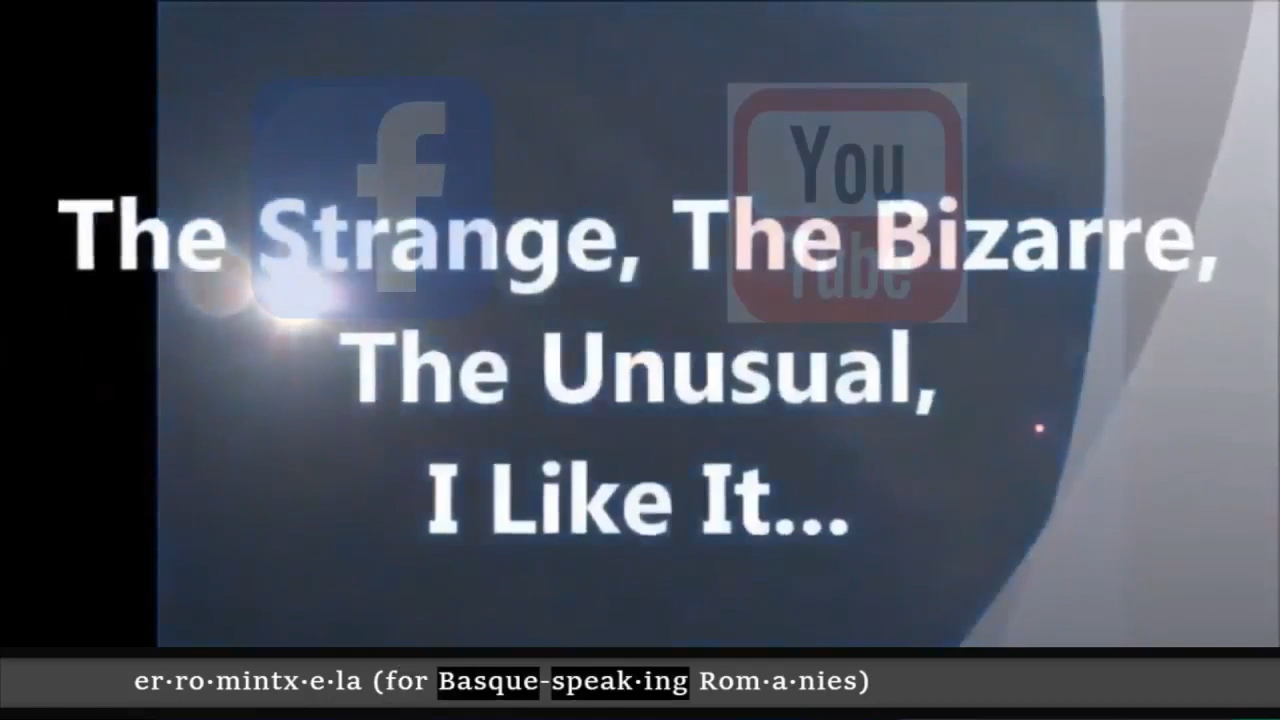 f
You
Tube
The Strange, The Bizarre,
The Unusual,
I Like It...
er·ro·mintx·e·la (for Basque-speak·ing Rom·a·nies)